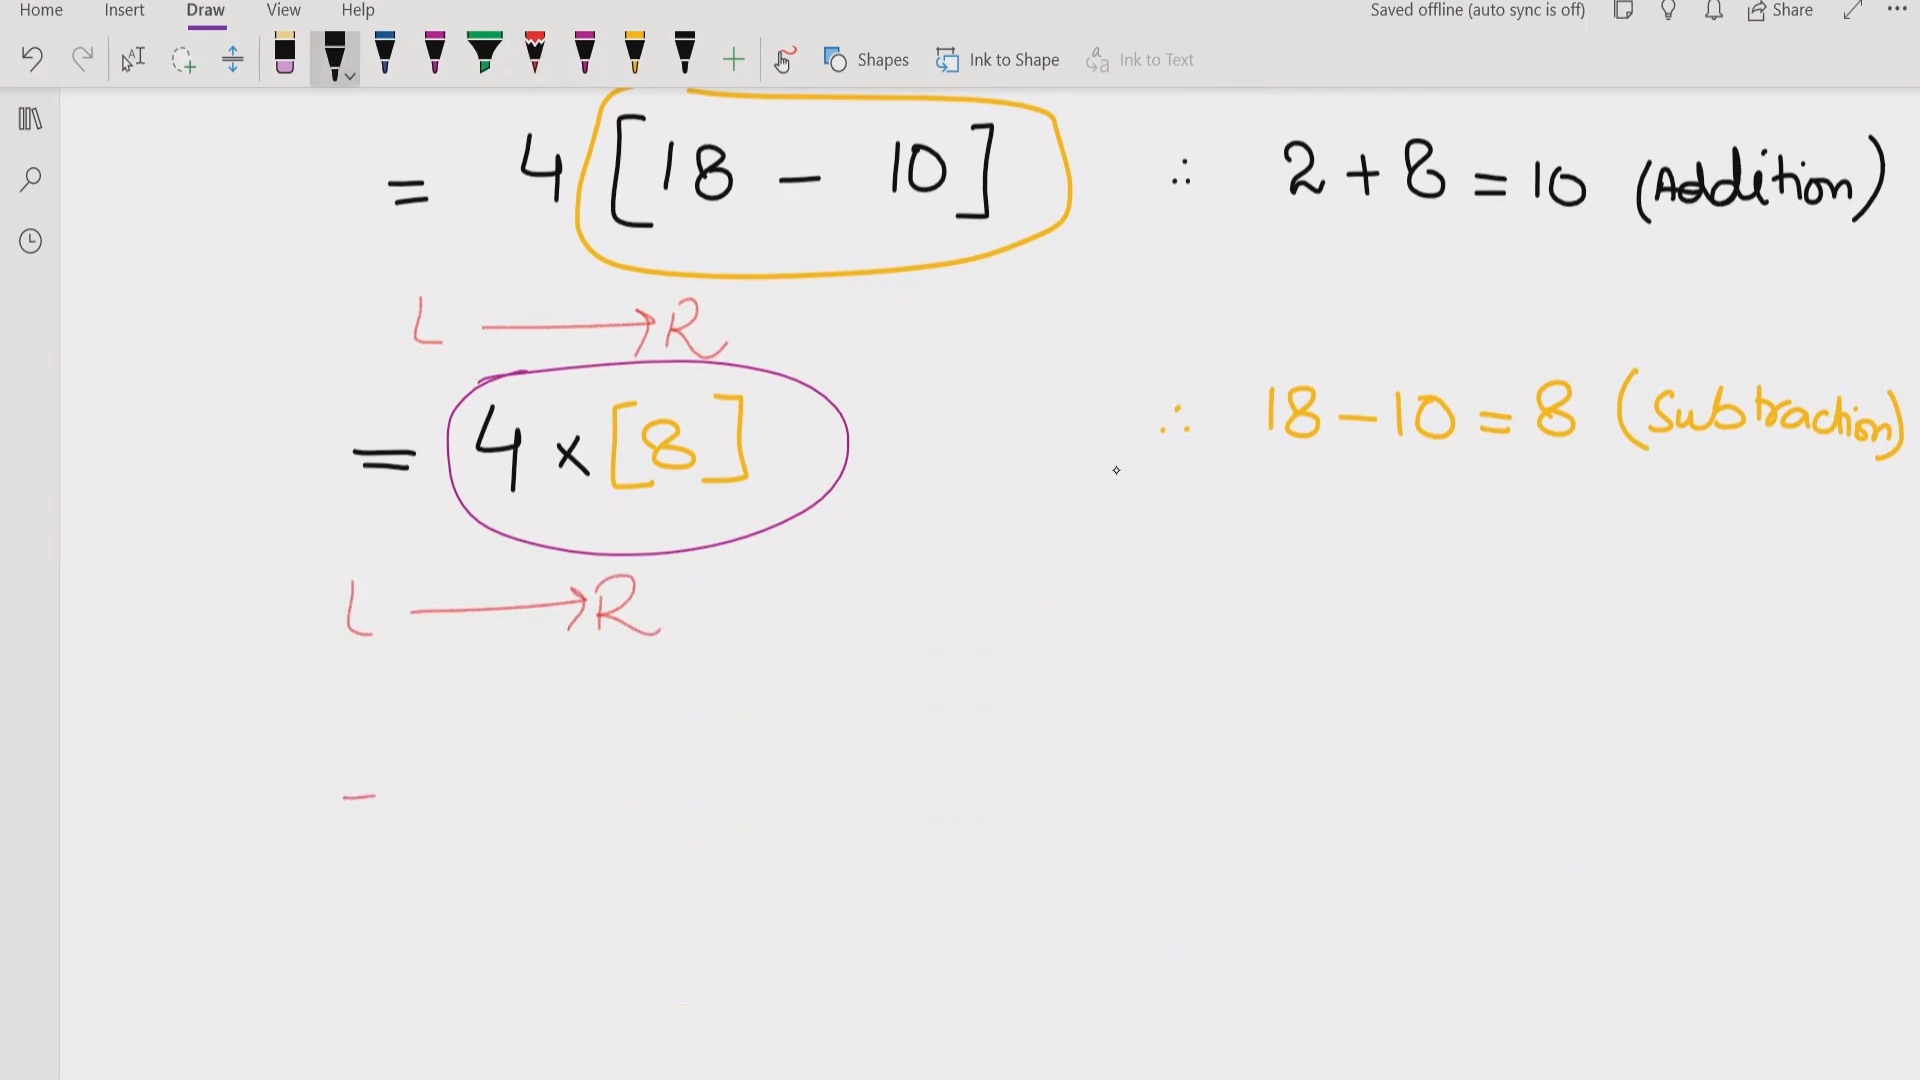 Home Insert Draw View Help Saved offline (auto sync is off) Share
Shapes Ink to Shape Ink to Text
= 4 [18 - 10] ∴ 2 + 8 = 10 (Addition)
L → R
= 4 × [8] ∴ 18 - 10 = 8 (Subtraction)
L → R